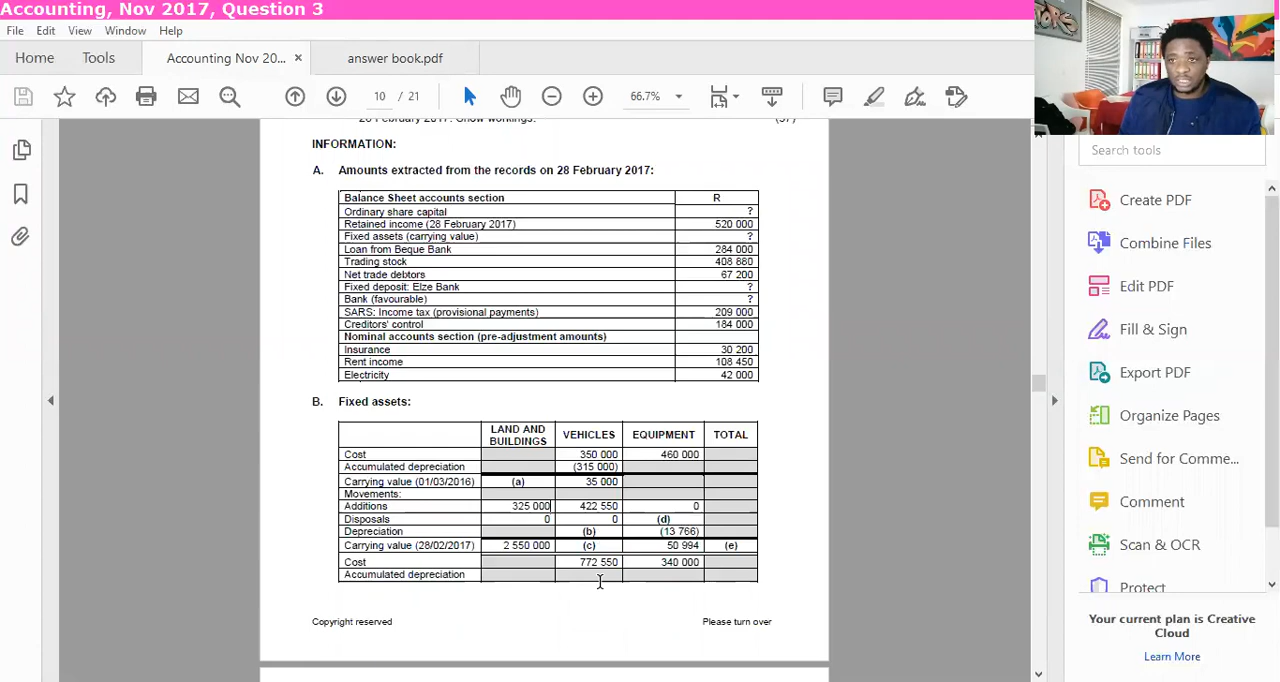 Accounting, Nov 2017, Question 3
File Edit View Window Help
Home Tools Accounting Nov 20... × answer book.pdf
10 / 21 66.7%
Search tools
28 February 2017. Show workings. (37)
INFORMATION:
A. Amounts extracted from the records on 28 February 2017:
Balance Sheet accounts section R
Ordinary share capital ?
Retained income (28 February 2017) 520 000
Fixed assets (carrying value) ?
Loan from Beque Bank 284 000
Trading stock 408 880
Net trade debtors 67 200
Fixed deposit: Elze Bank ?
Bank (favourable) ?
SARS: Income tax (provisional payments) 209 000
Creditors' control 184 000
Nominal accounts section (pre-adjustment amounts)
Insurance 30 200
Rent income 108 450
Electricity 42 000
B. Fixed assets:
LAND AND BUILDINGS VEHICLES EQUIPMENT TOTAL
Cost 350 000 460 000
Accumulated depreciation (315 000)
Carrying value (01/03/2016) (a) 35 000
Movements:
Additions 325 000 422 550 0
Disposals 0 0 (d)
Depreciation (b) (13 766)
Carrying value (28/02/2017) 2 550 000 (c) 50 994 (e)
Cost 772 550 340 000
Accumulated depreciation
Copyright reserved Please turn over
Create PDF
Combine Files
Edit PDF
Fill & Sign
Export PDF
Organize Pages
Send for Comme...
Comment
Scan & OCR
Protect
Your current plan is Creative
Cloud
Learn More